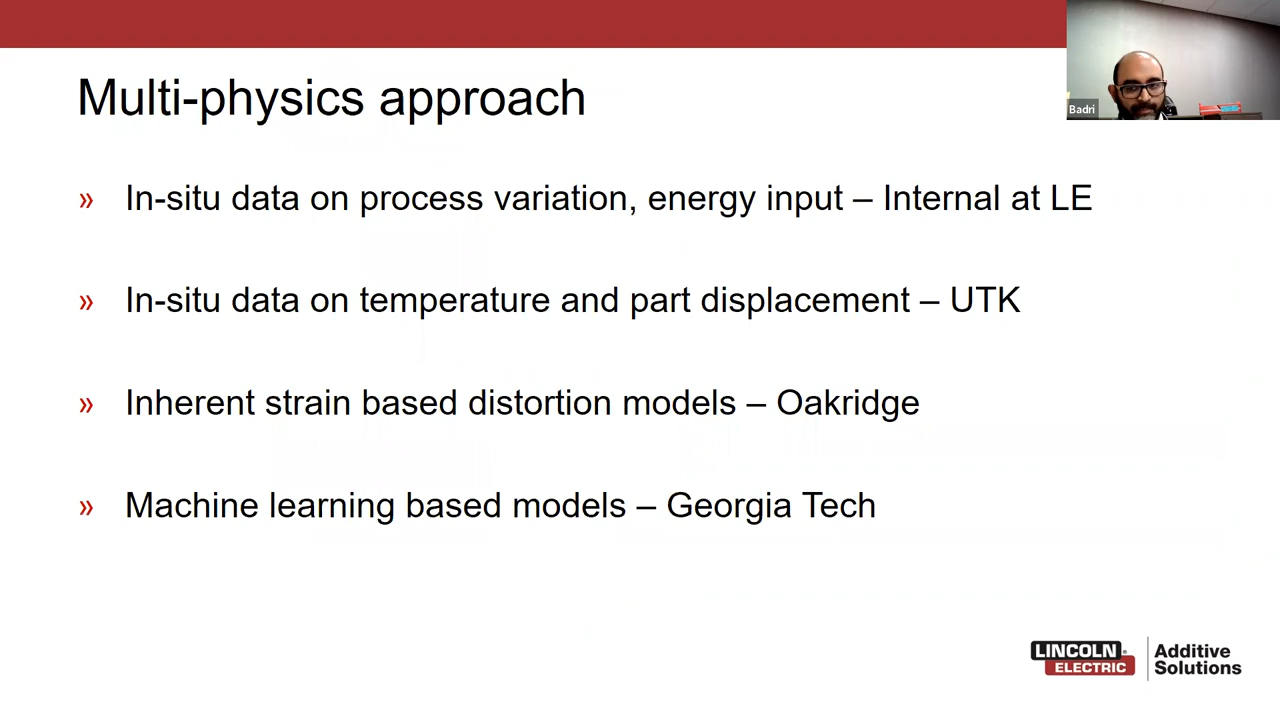 Multi-physics approach
Badri
» In-situ data on process variation, energy input – Internal at LE
» In-situ data on temperature and part displacement – UTK
» Inherent strain based distortion models – Oakridge
» Machine learning based models – Georgia Tech
LINCOLN®
ELECTRIC
Additive
Solutions